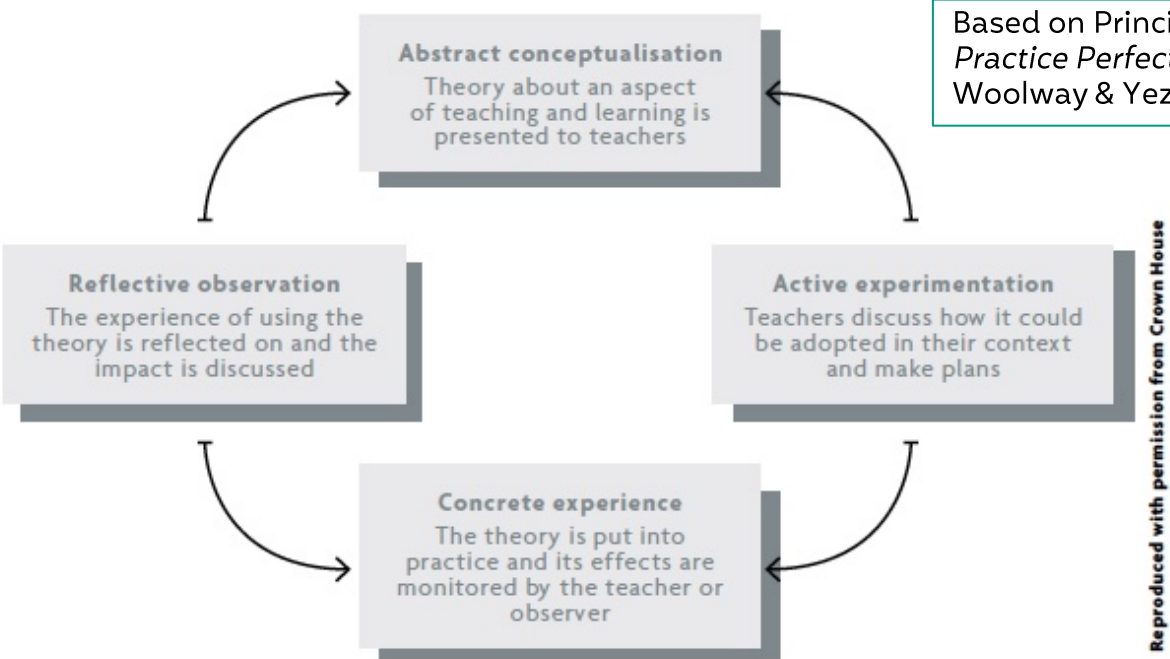 Based on Princi
Practice Perfect
Woolway & Yez
Abstract conceptualisation
Theory about an aspect
of teaching and learning is
presented to teachers
Reflective observation
The experience of using the
theory is reflected on and the
impact is discussed
Active experimentation
Teachers discuss how it could
be adopted in their context
and make plans
Concrete experience
The theory is put into
practice and its effects are
monitored by the teacher or
observer
Reproduced with permission from Crown House